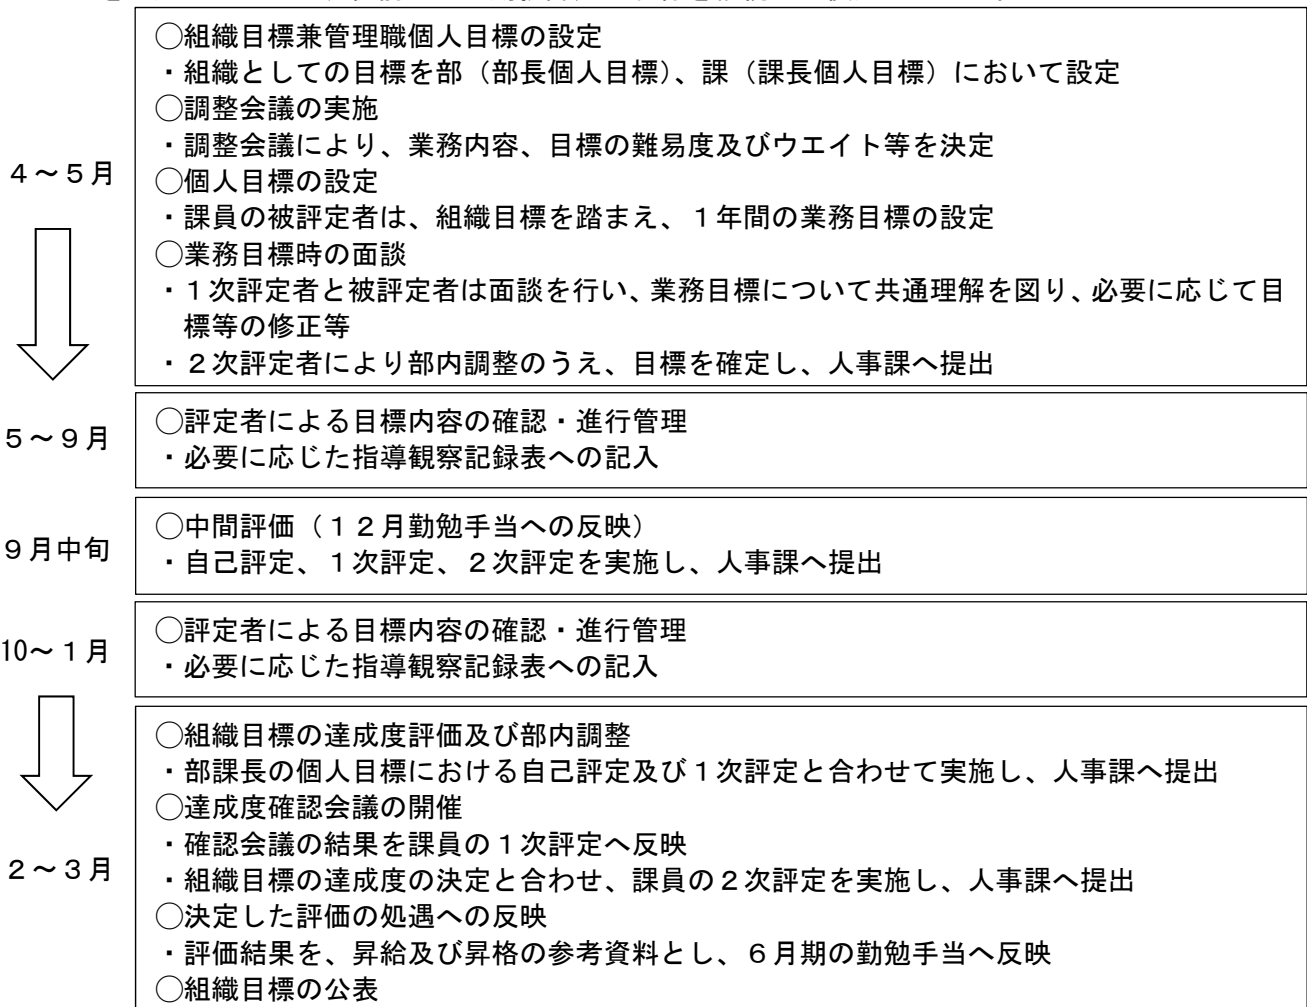 ○組織目標兼管理職個人目標の設定
・組織としての目標を部（部長個人目標）、課（課長個人目標）において設定
○調整会議の実施
・調整会議により、業務内容、目標の難易度及びウエイト等を決定
４～５月
○個人目標の設定
・課員の被評定者は、組織目標を踏まえ、１年間の業務目標の設定
○業務目標時の面談
・１次評定者と被評定者は面談を行い、業務目標について共通理解を図り、必要に応じて目
標等の修正等
・２次評定者により部内調整のうえ、目標を確定し、人事課へ提出
５～９月
○評定者による目標内容の確認・進行管理
・必要に応じた指導観察記録表への記入
９月中旬
○中間評価（１２月勤勉手当への反映）
・自己評定、１次評定、２次評定を実施し、人事課へ提出
10～１月
○評定者による目標内容の確認・進行管理
・必要に応じた指導観察記録表への記入
○組織目標の達成度評価及び部内調整
・部課長の個人目標における自己評定及び１次評定と合わせて実施し、人事課へ提出
○達成度確認会議の開催
・確認会議の結果を課員の１次評定へ反映
２～３月
・組織目標の達成度の決定と合わせ、課員の２次評定を実施し、人事課へ提出
○決定した評価の処遇への反映
・評価結果を、昇給及び昇格の参考資料とし、６月期の勤勉手当へ反映
○組織目標の公表